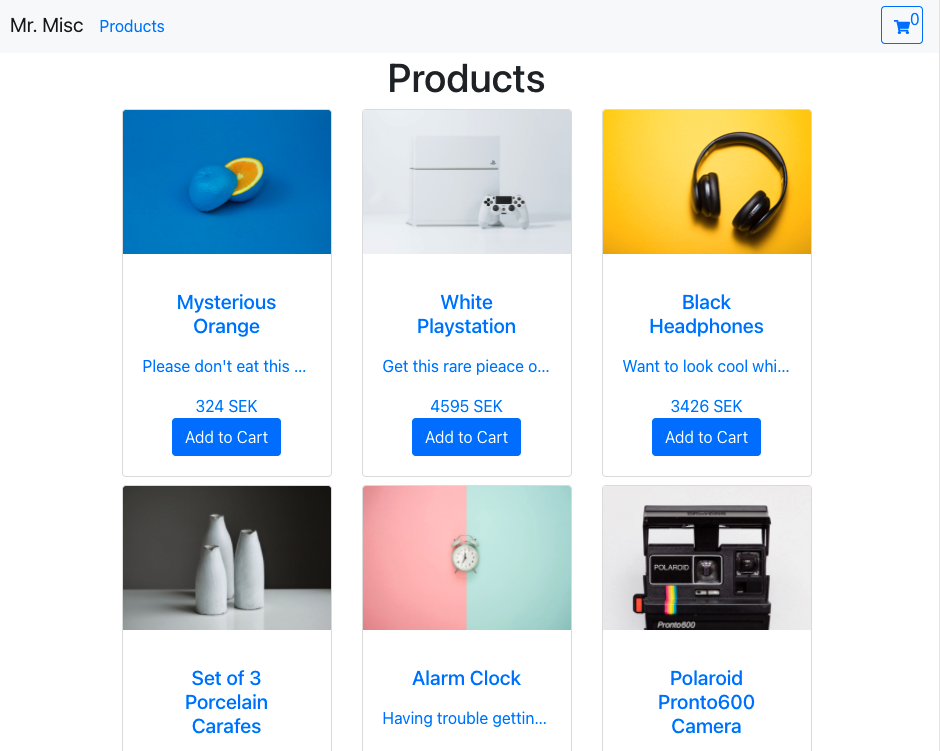 Mr. Misc Products 0
Products
Mysterious
Orange
Please don't eat this ...
324 SEK
Add to Cart
White
Playstation
Get this rare pieace o...
4595 SEK
Add to Cart
Black
Headphones
Want to look cool whi...
3426 SEK
Add to Cart
Set of 3
Porcelain
Carafes
Alarm Clock
Having trouble gettin...
POLAROID
Pronto600
Polaroid
Pronto600
Camera